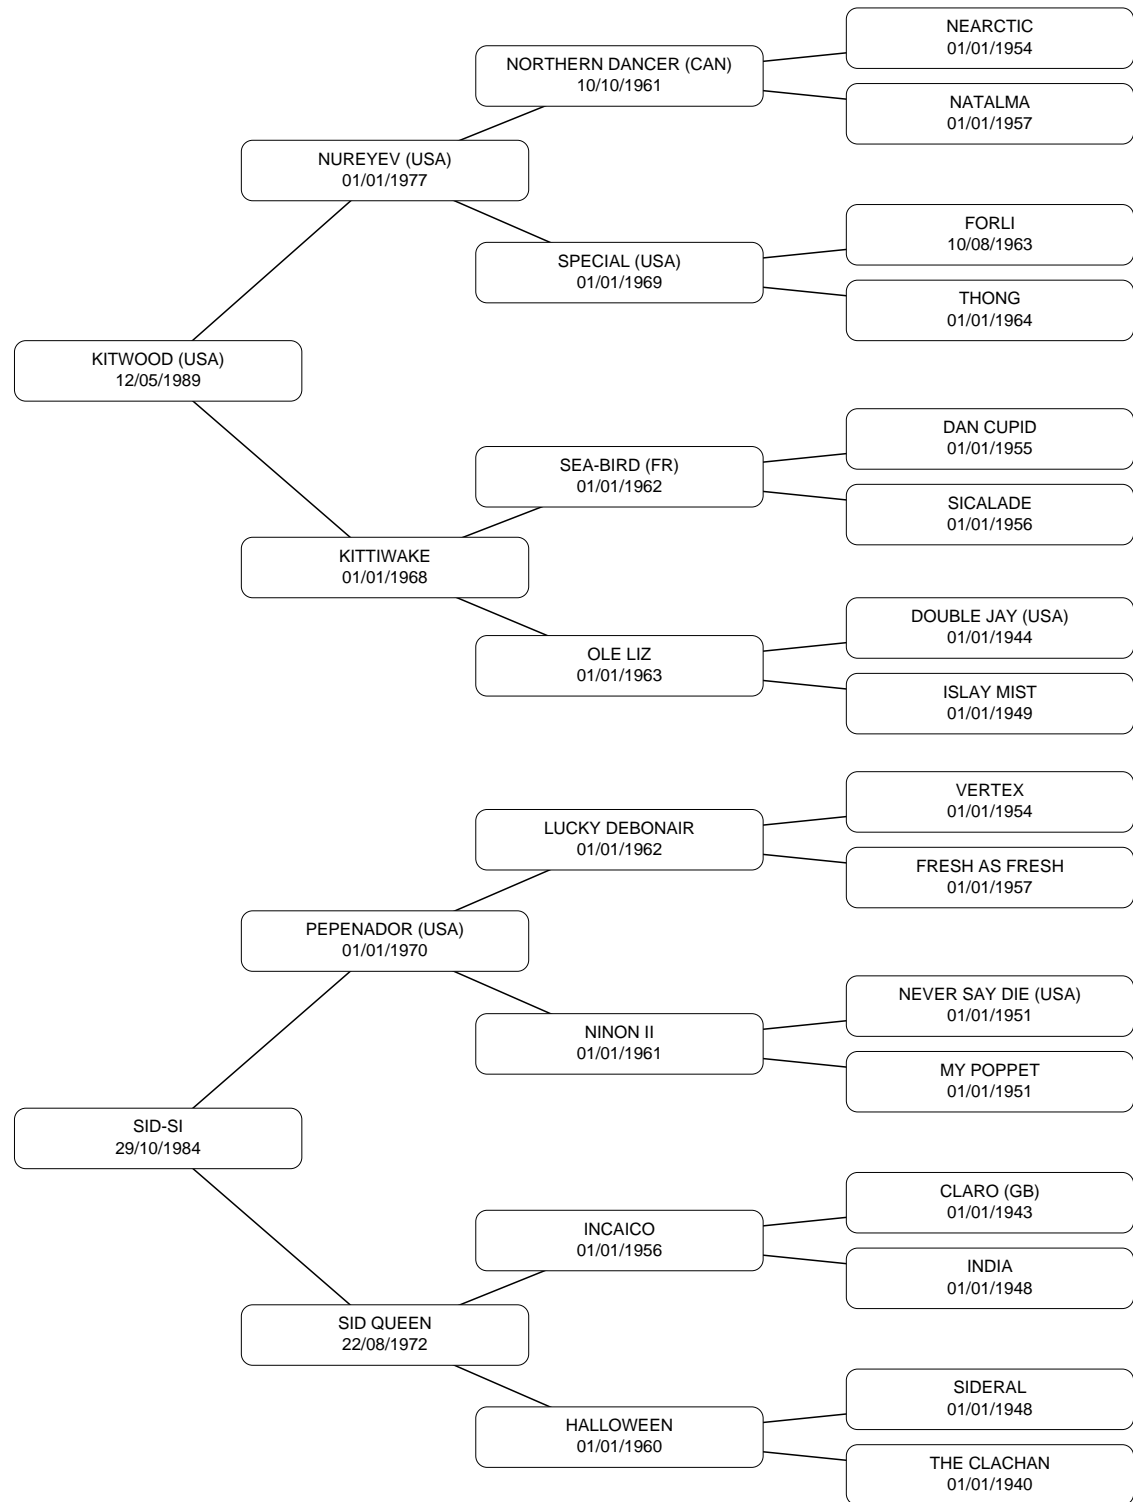 NEARCTIC
01/01/1954
NORTHERN DANCER (CAN)
10/10/1961
NATALMA
01/01/1957
NUREYEV (USA)
01/01/1977
FORLI
10/08/1963
SPECIAL (USA)
01/01/1969
THONG
01/01/1964
KITWOOD (USA)
12/05/1989
DAN CUPID
01/01/1955
SEA-BIRD (FR)
01/01/1962
SICALADE
01/01/1956
KITTIWAKE
01/01/1968
DOUBLE JAY (USA)
01/01/1944
OLE LIZ
01/01/1963
ISLAY MIST
01/01/1949
VERTEX
01/01/1954
LUCKY DEBONAIR
01/01/1962
FRESH AS FRESH
01/01/1957
PEPENADOR (USA)
01/01/1970
NEVER SAY DIE (USA)
01/01/1951
NINON II
01/01/1961
MY POPPET
01/01/1951
SID-SI
29/10/1984
CLARO (GB)
01/01/1943
INCAICO
01/01/1956
INDIA
01/01/1948
SID QUEEN
22/08/1972
SIDERAL
01/01/1948
HALLOWEEN
01/01/1960
THE CLACHAN
01/01/1940